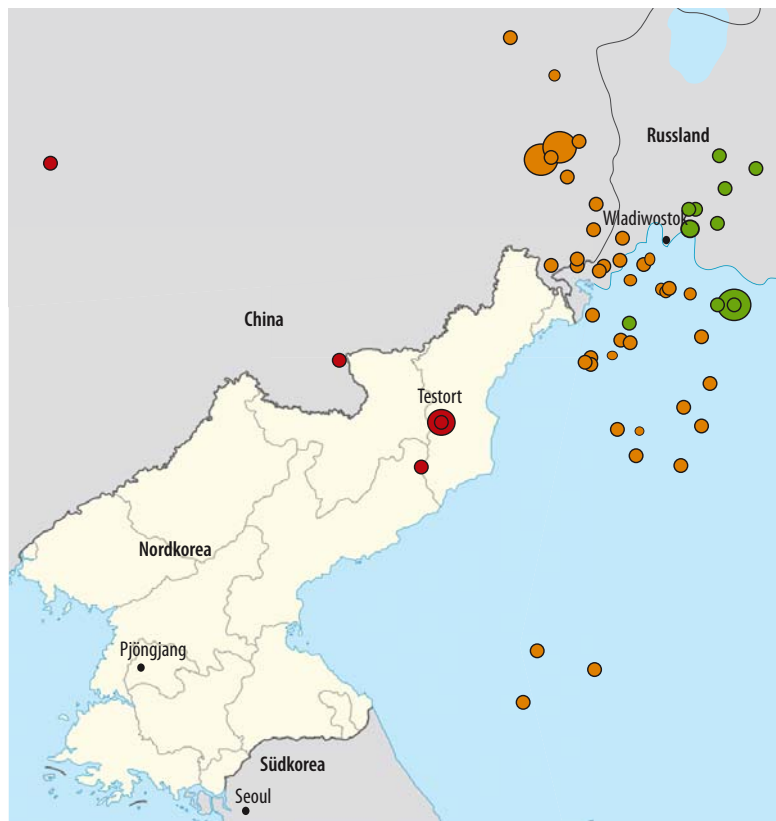 Russland
Wladiwostok
China
Testort
Nordkorea
Pjöngjang
Südkorea
Seoul